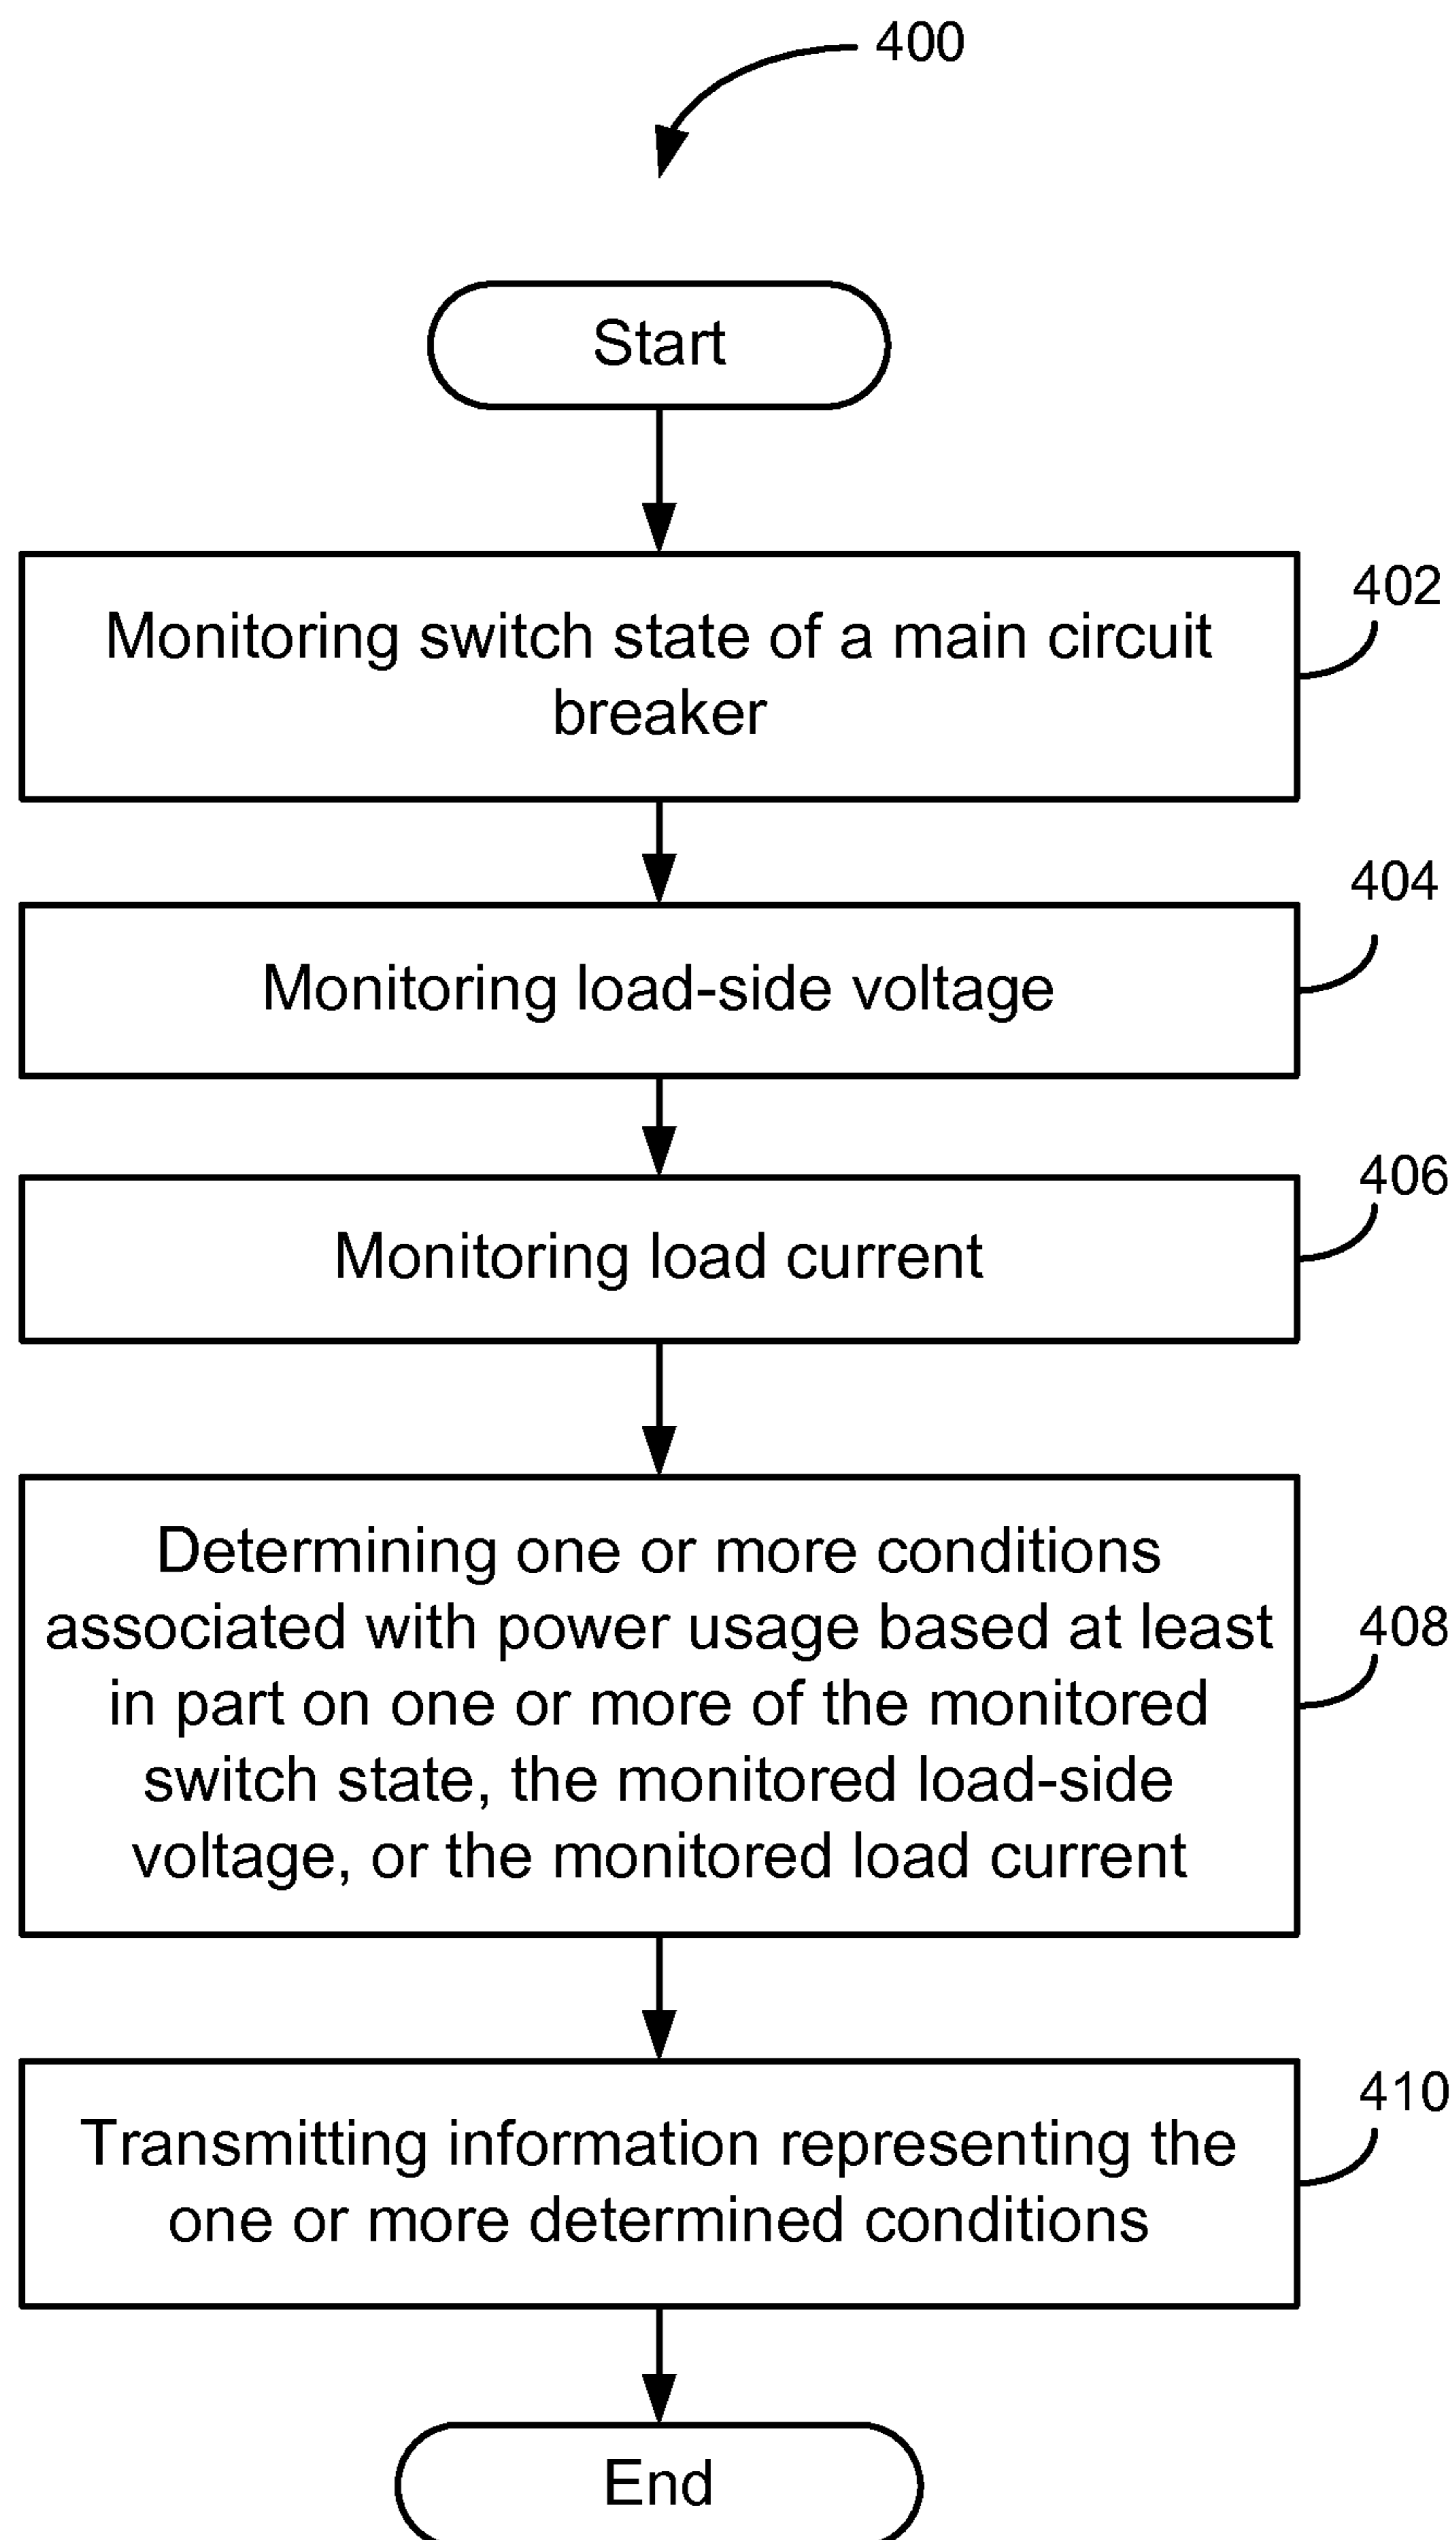 400
Start
402
Monitoring switch state of a main circuit
breaker
404
Monitoring load-side voltage
406
Monitoring load current
Determining one or more conditions
associated with power usage based at least
in part on one or more of the monitored
switch state, the monitored load-side
voltage, or the monitored load current
408
410
Transmitting information representing the
one or more determined conditions
End